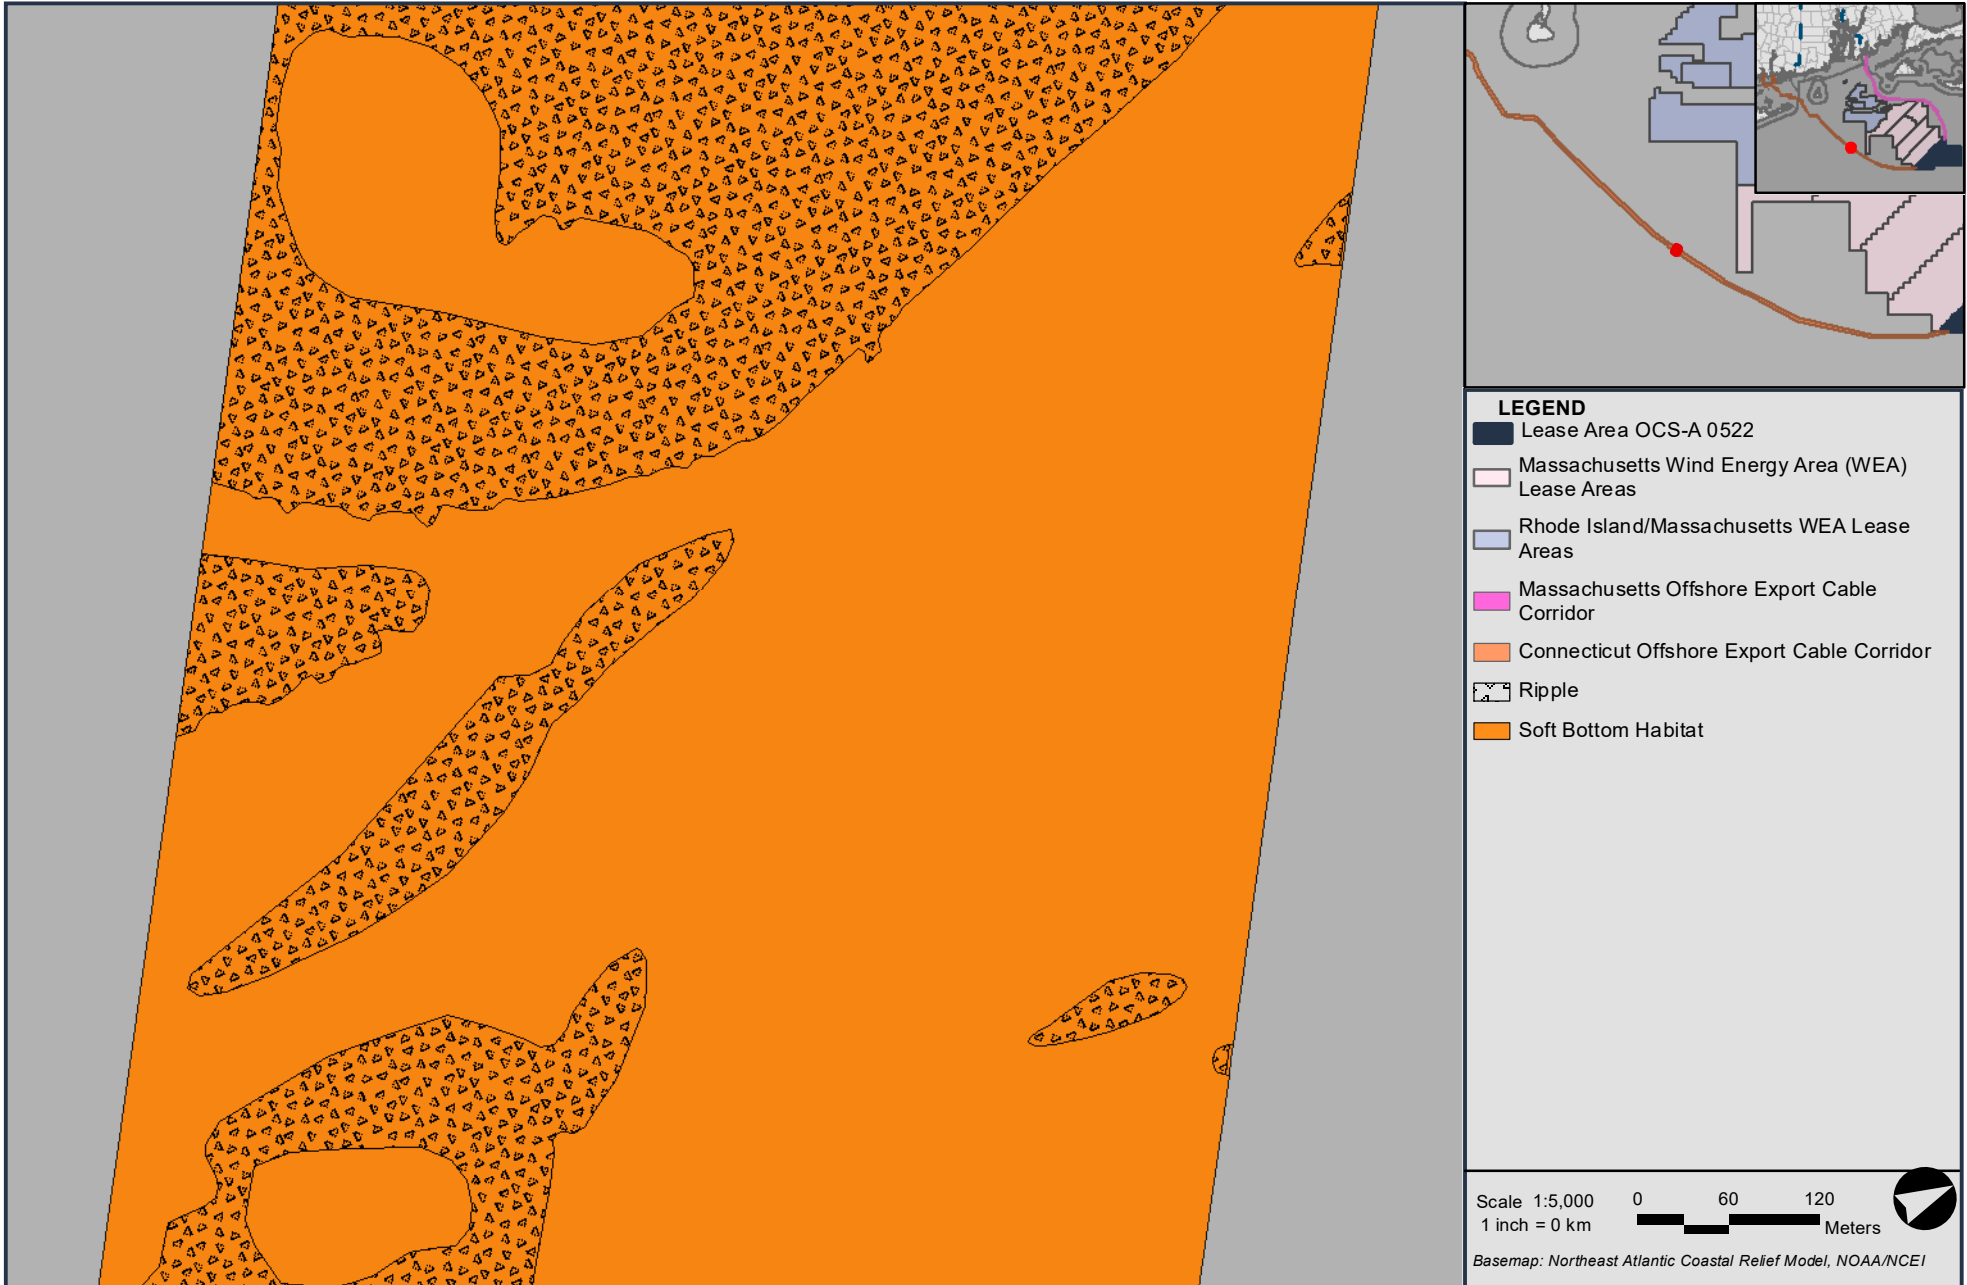 LEGEND
Lease Area OCS-A 0522
Massachusetts Wind Energy Area (WEA)
Lease Areas
Rhode Island/Massachusetts WEA Lease
Areas
Massachusetts Offshore Export Cable
Corridor
Connecticut Offshore Export Cable Corridor
Ripple
Soft Bottom Habitat
Scale 1:5,000
1 inch = 0 km
0 60 120
Meters
Basemap: Northeast Atlantic Coastal Relief Model, NOAA/NCEI